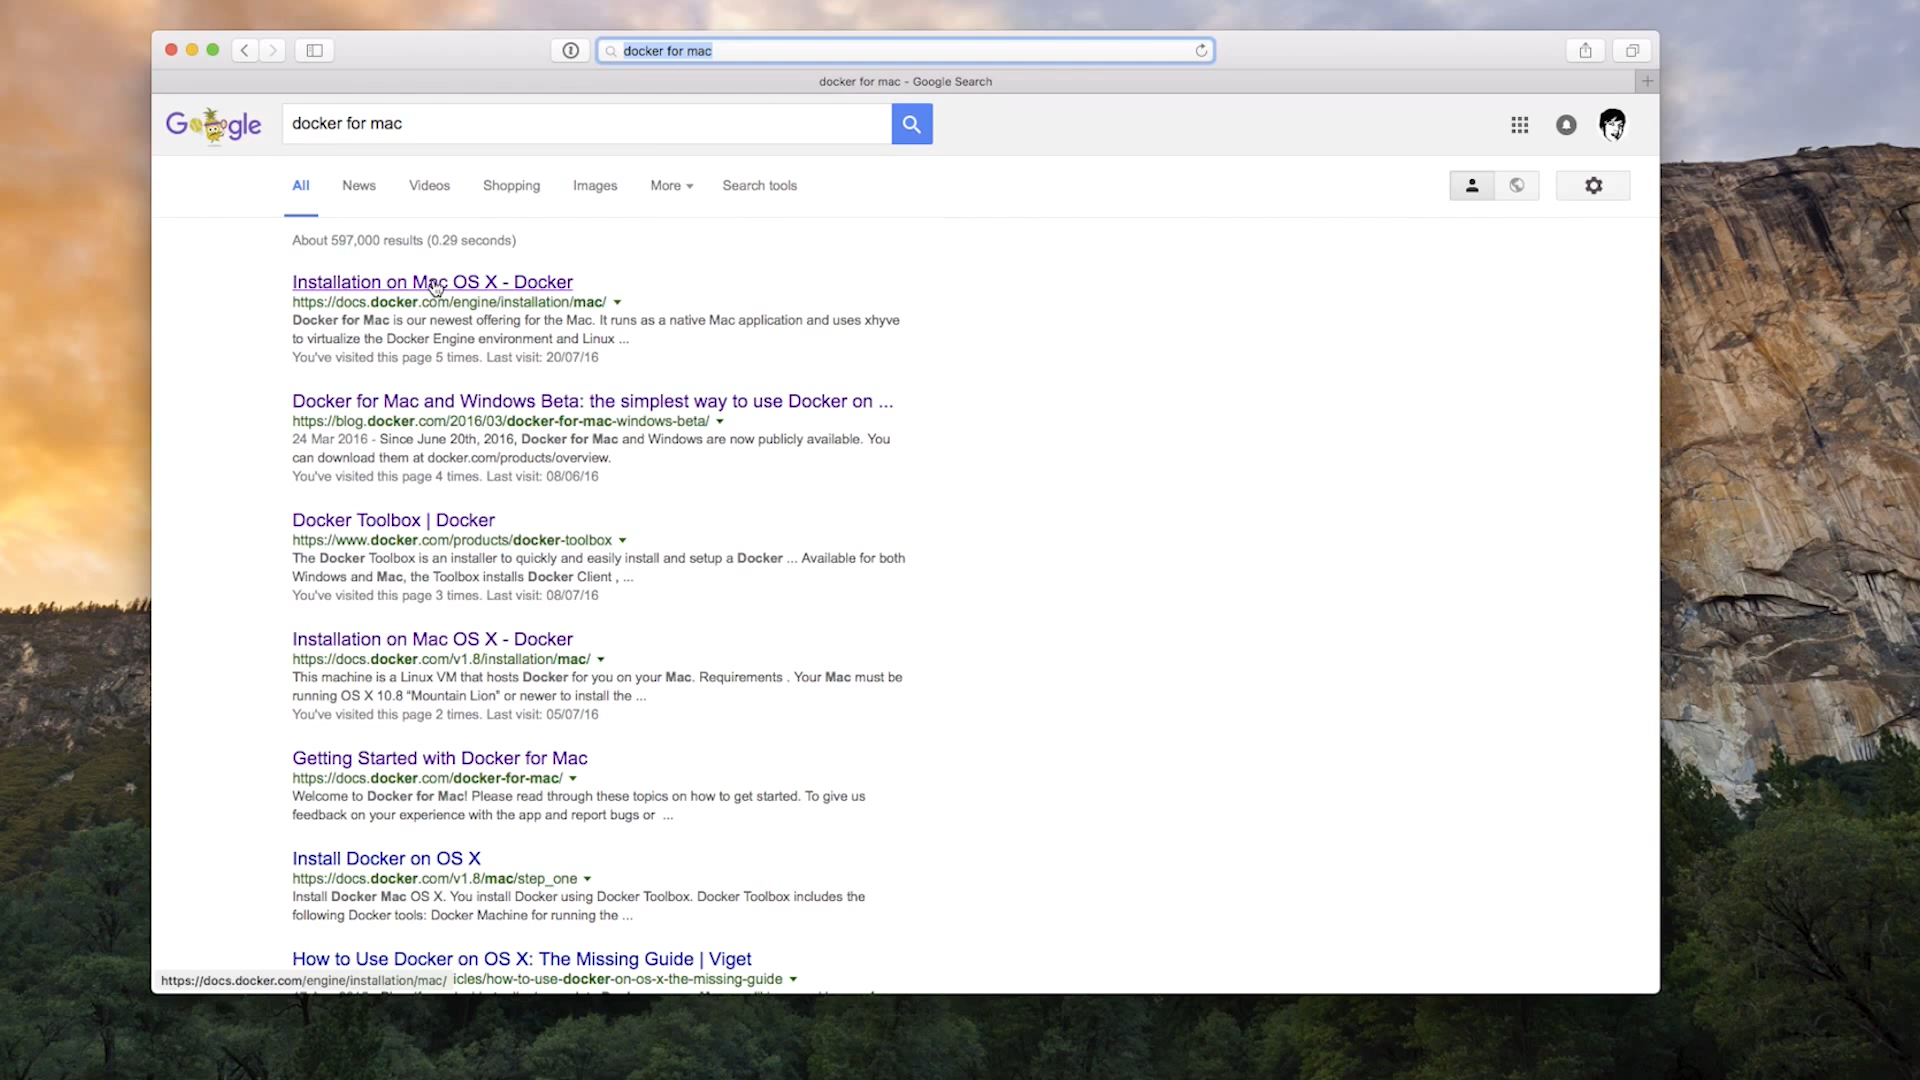 docker for mac
docker for mac - Google Search
Google
docker for mac
All News Videos Shopping Images More Search tools
About 597,000 results (0.29 seconds)
Installation on Mac OS X - Docker
https://docs.docker.com/engine/installation/mac/
Docker for Mac is our newest offering for the Mac. It runs as a native Mac application and uses xhyve
to virtualize the Docker Engine environment and Linux ...
You've visited this page 5 times. Last visit: 20/07/16
Docker for Mac and Windows Beta: the simplest way to use Docker on ...
https://blog.docker.com/2016/03/docker-for-mac-windows-beta/
24 Mar 2016 - Since June 20th, 2016, Docker for Mac and Windows are now publicly available. You
can download them at docker.com/products/overview.
You've visited this page 4 times. Last visit: 08/06/16
Docker Toolbox | Docker
https://www.docker.com/products/docker-toolbox
The Docker Toolbox is an installer to quickly and easily install and setup a Docker ... Available for both
Windows and Mac, the Toolbox installs Docker Client , ...
You've visited this page 3 times. Last visit: 08/07/16
Installation on Mac OS X - Docker
https://docs.docker.com/v1.8/installation/mac/
This machine is a Linux VM that hosts Docker for you on your Mac. Requirements . Your Mac must be
running OS X 10.8 “Mountain Lion” or newer to install the ...
You've visited this page 2 times. Last visit: 05/07/16
Getting Started with Docker for Mac
https://docs.docker.com/docker-for-mac/
Welcome to Docker for Mac! Please read through these topics on how to get started. To give us
feedback on your experience with the app and report bugs or ...
Install Docker on OS X
https://docs.docker.com/v1.8/mac/step_one
Install Docker Mac OS X. You install Docker using Docker Toolbox. Docker Toolbox includes the
following Docker tools: Docker Machine for running the ...
How to Use Docker on OS X: The Missing Guide | Viget
https://docs.docker.com/engine/installation/mac/ icles/how-to-use-docker-on-os-x-the-missing-guide